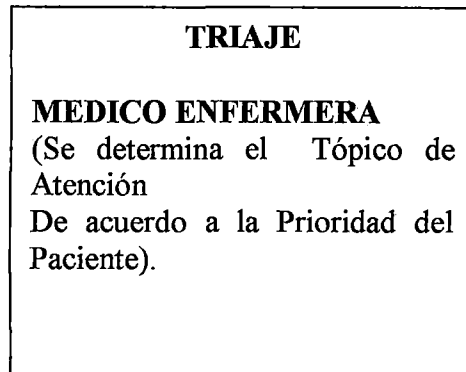 TRIAJE
MEDICO ENFERMERA
(Se determina el Tópico de
Atención
De acuerdo a la Prioridad del
Paciente).